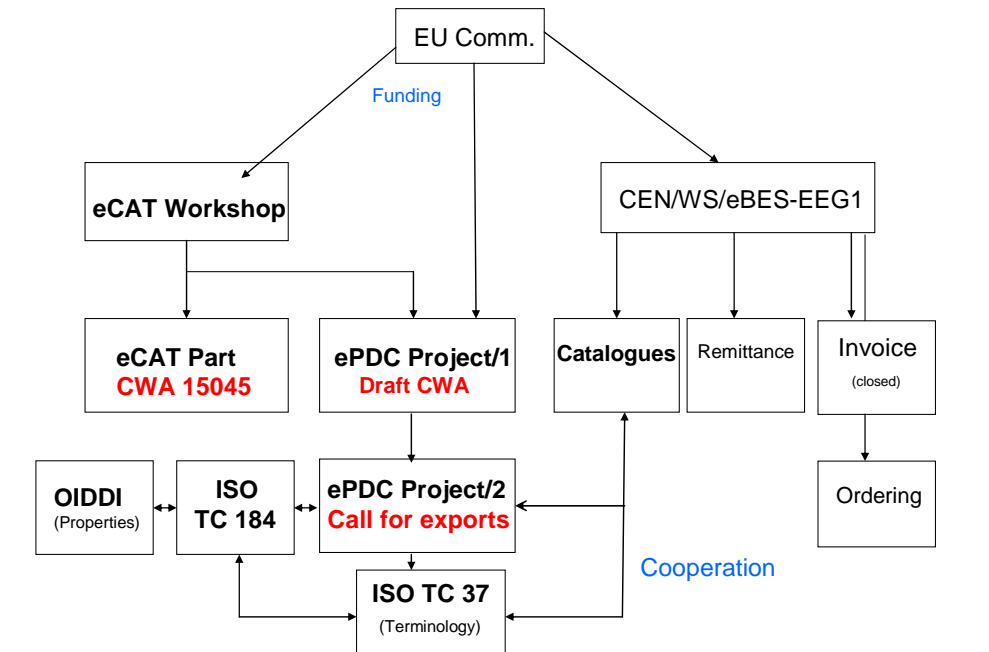 EU Comm.
Funding
eCAT Workshop
CEN/WS/eBES-EEG1
eCAT Part
CWA 15045
ePDC Project/1
Draft CWA
Catalogues
Remittance
Invoice
(closed)
OIDDI
(Properties)
ISO
TC 184
ePDC Project/2
Call for exports
Ordering
Cooperation
ISO TC 37
(Terminology)